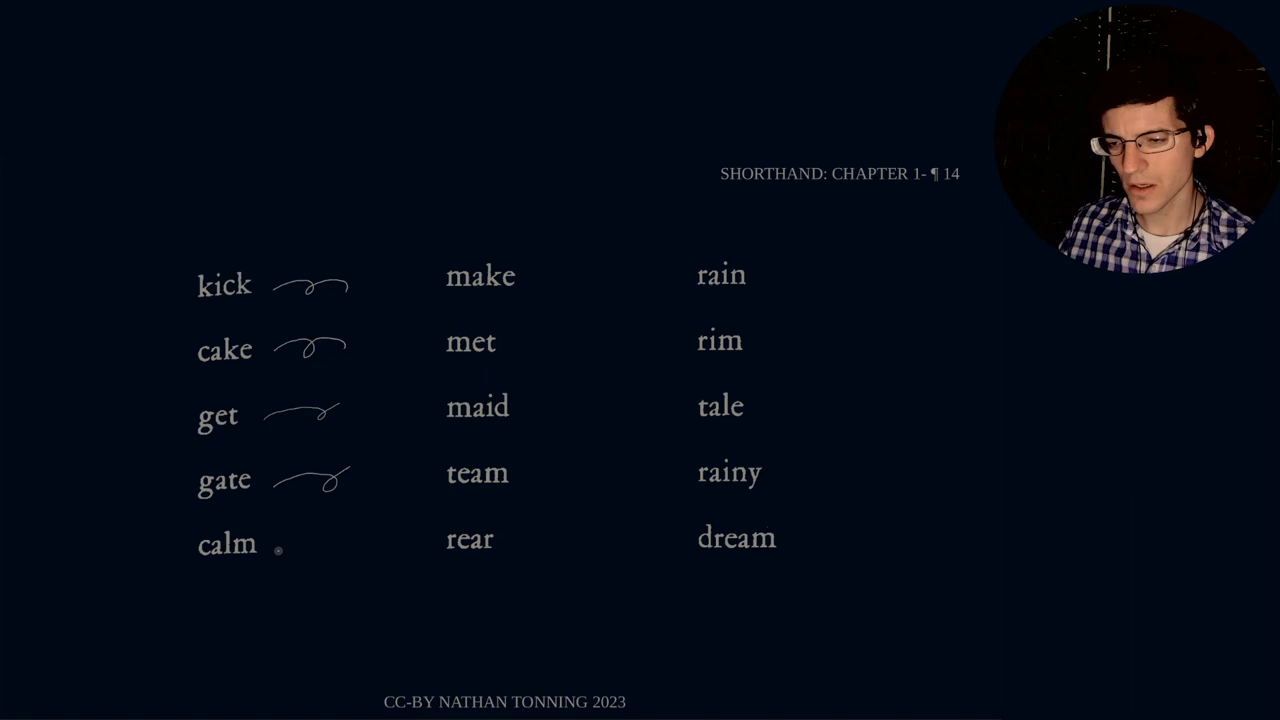 SHORTHAND: CHAPTER 1- ¶ 14
kick
cake
get
gate
calm
make
met
maid
team
rear
rain
rim
tale
rainy
dream
CC-BY NATHAN TONNING 2023